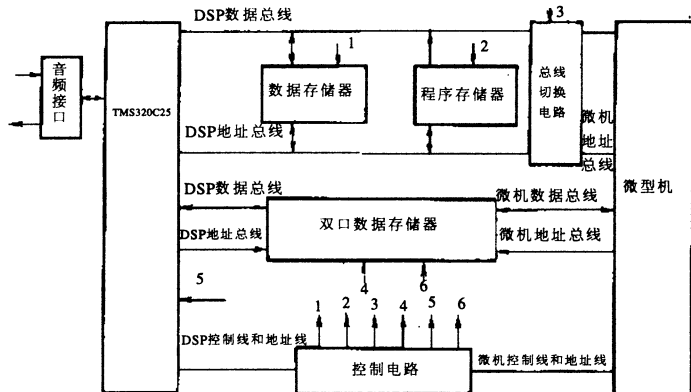 DSP数据总线
3
1
2
音频接口
TMS320C25
数据存储器
程序存储器
总线切换电路
微机地址总线
DSP地址总线
微型机
DSP数据总线
微机数据总线
双口数据存储器
DSP地址总线
微机地址总线
5
4
6
1 2 3 4 5 6
DSP控制线和地址线
控制电路
微机控制线和地址线